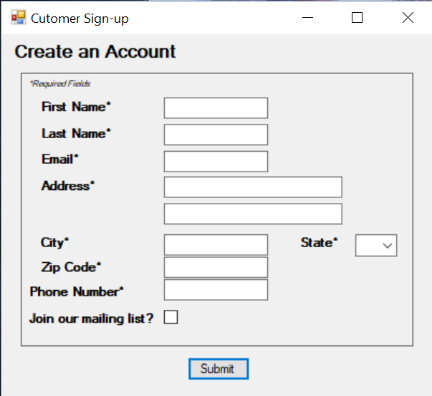 Cutomer Sign-up
Create an Account
*Required Fields
First Name*
Last Name*
Email*
Address*
City* State*
Zip Code*
Phone Number*
Join our mailing list?
Submit